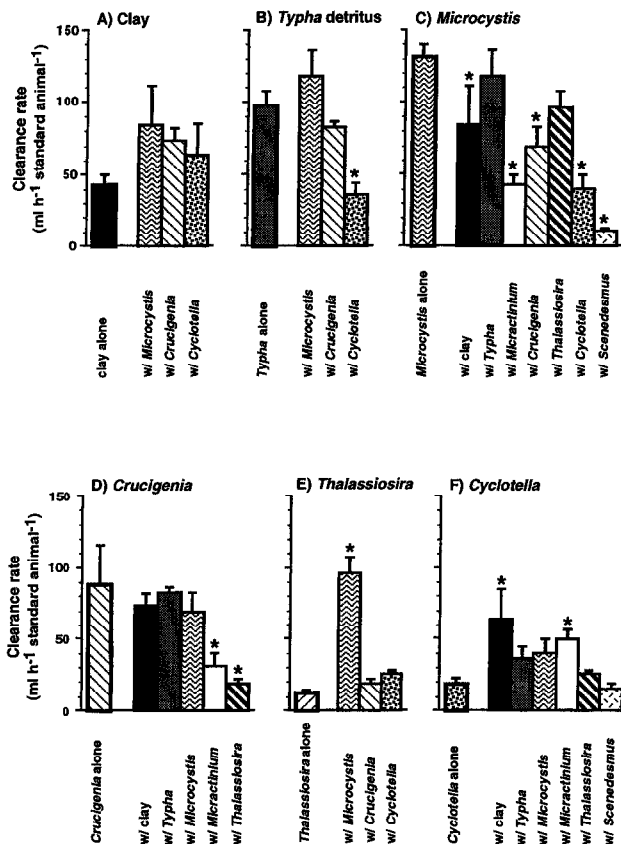 A) Clay
B) Typha detritus
C) Microcystis
Clearance rate
(ml h-1 standard animal-1)
150
100
50
0
*
*
*
*
*
*
clay alone
w/ Microcystis
w/ Crucigenia
w/ Cyclotella
Typha alone
w/ Microcystis
w/ Crucigenia
w/ Cyclotella
Microcystis alone
w/ clay
w/ Typha
w/ Micractinium
w/ Crucigenia
w/ Thalassiosira
w/ Cyclotella
w/ Scenedesmus
D) Crucigenia
E) Thalassiosira
F) Cyclotella
Clearance rate
(ml h-1 standard animal-1)
150
100
50
0
*
*
*
*
*
Crucigenia alone
w/ clay
w/ Typha
w/ Microcystis
w/ Micractinium
w/ Thalassiosira
Thalassiosira alone
w/ Microcystis
w/ Crucigenia
w/ Cyclotella
Cyclotella alone
w/ clay
w/ Typha
w/ Microcystis
w/ Micractinium
w/ Thalassiosira
w/ Scenedesmus